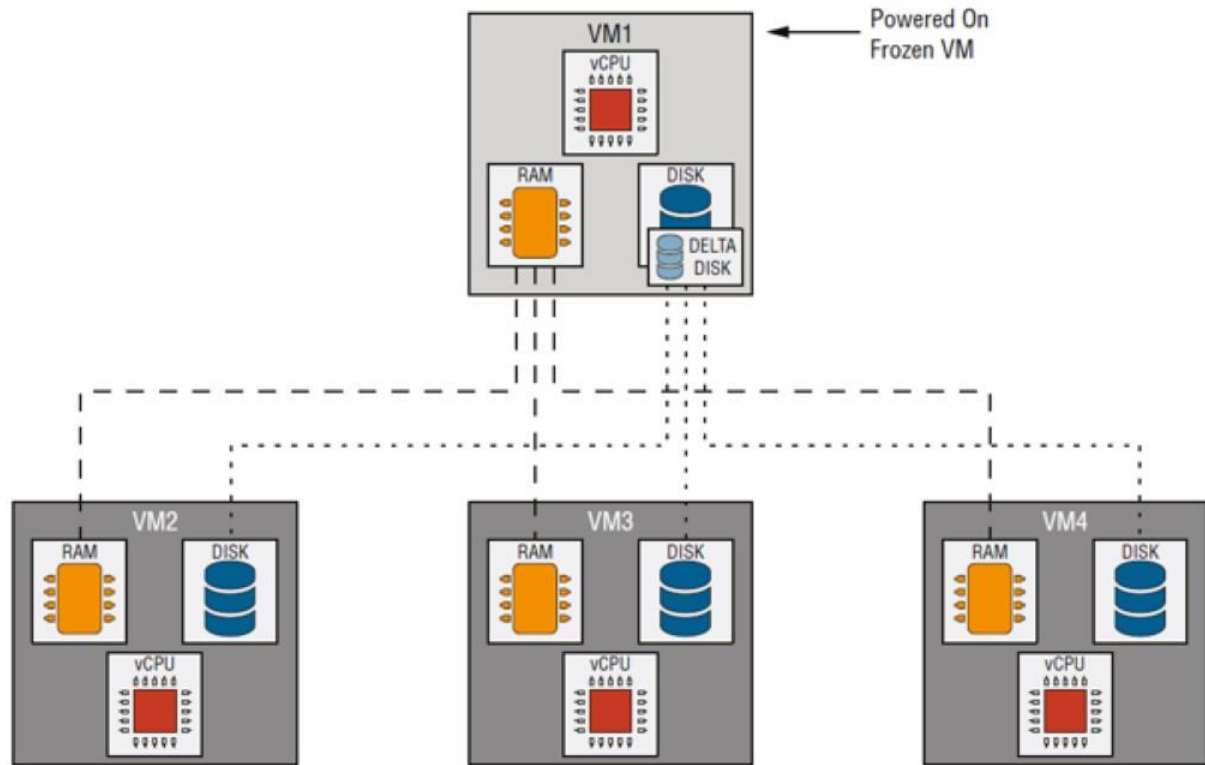 VM1
Powered On
Frozen VM
vCPU
RAM
DISK
DELTA
DISK
VM2
RAM
DISK
vCPU
VM3
RAM
DISK
vCPU
VM4
RAM
DISK
vCPU